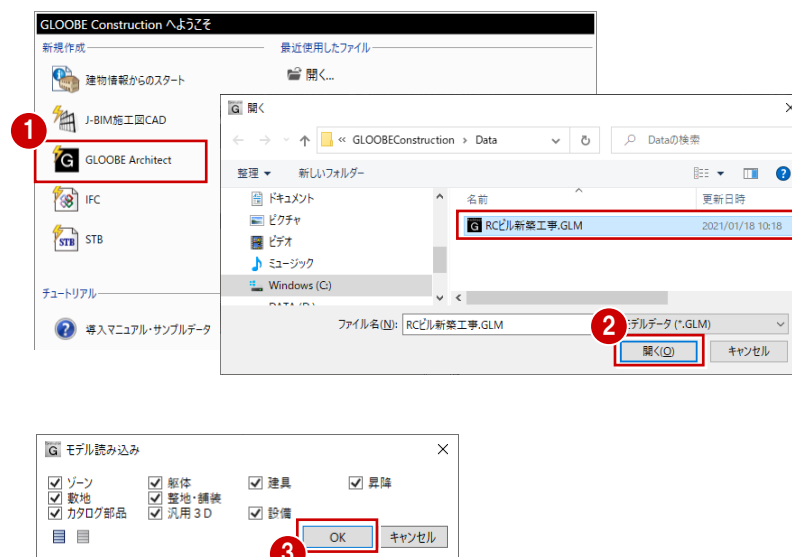 GLOOBE Construction へようこそ
新規作成
最近使用したファイル
建物情報からのスタート
開く...
J-BIM施工図CAD
1
GLOOBE Architect
IFC
STB
STB
チュートリアル
導入マニュアル・サンプルデータ
G 開く
« GLOOBEConstruction › Data
Dataの検索
整理 新しいフォルダー
ドキュメント
ピクチャ
ビデオ
ミュージック
Windows (C:)
名前
更新日時
RCビル新築工事.GLM
2021/01/18 10:18
ファイル名(N): RCビル新築工事.GLM
デルデータ (*.GLM)
2
開く(O)
キャンセル
G モデル読み込み
ゾーン 躯体 建具 昇降
敷地 整地・舗装
カタログ部品 汎用3D 設備
OK キャンセル
3